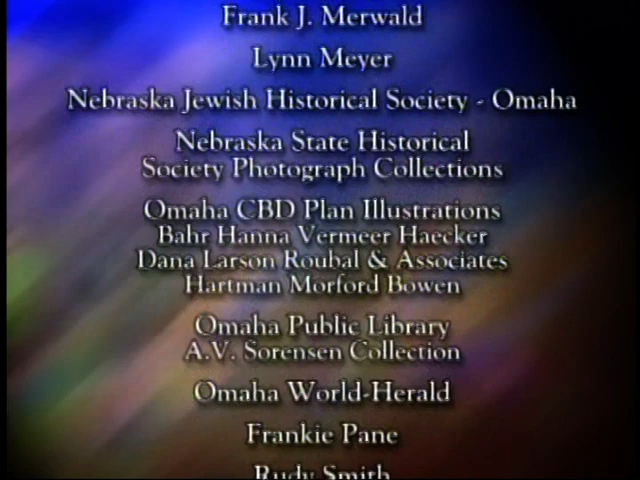 Frank J. Merwald
Lynn Meyer
Nebraska Jewish Historical Society - Omaha
Nebraska State Historical
Society Photograph Collections
Omaha CBD Plan Illustrations
Bahr Hanna Vermeer Haecker
Dana Larson Roubal & Associates
Hartman Morford Bowen
Omaha Public Library
A.V. Sorensen Collection
Omaha World-Herald
Frankie Pane
Rudy Smith